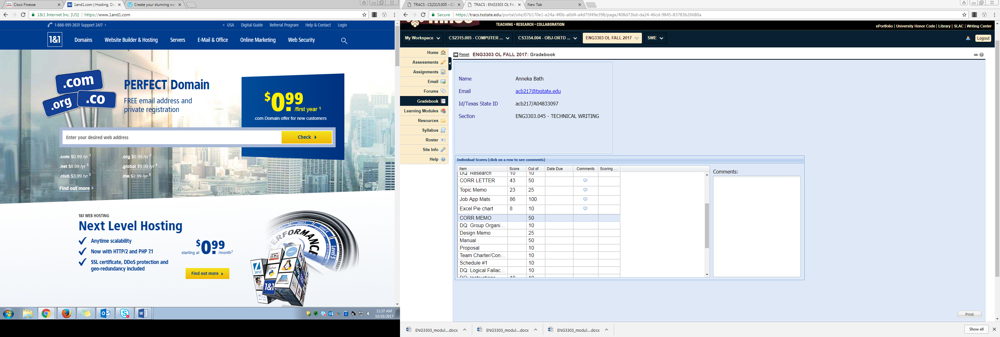 Cisco Finesse
1and1.com | Hosting, Do
Create your stunning we
1&1 Internet Inc. [US] | https://www.1and1.com
1-866-991-2631 Support 24/7
USA Digital Guide Referral Program Help & Contact Login
1&1 Domains Website Builder & Hosting Servers E-Mail & Office Online Marketing Web Security
.com
.org
.co
PERFECT Domain
FREE email address and
private registration
$0.99
/first year 1
.com Domain offer for new customers
Enter your desired web address
Check
.com $0.99 /yr 1 .org $0.99 /yr 2
.net $8.99 /yr 3 .global $9.99 /yr 4
.club $3.99 /yr 5 .me $2.99 /yr 6
Find out more
1&1 WEB HOSTING
Next Level Hosting
Anytime scalability
Now with HTTP/2 and PHP 7.1
SSL certificate, DDoS protection and
geo-redundancy included
starting at $0.99 /month7
Find out more
PERFORMANCE
Level 3
Level 4
Level 5
zend
python
SSD
1&1
11:37 AM
10/16/2017
TRACS : CS2315.005 - CC
TRACS : ENG3303 OL FA
New Tab
Secure | https://tracs.txstate.edu/portal/site/07b170e1-e24a-4f0b-a0d4-a4d75f49e398/page/408d73bd-da24-46cd-9845-83783b26680a
TEACHING • RESEARCH • COLLABORATION
ePortfolio | University Honor Code | Library | SLAC | Writing Center
My Workspace CS2315.005 - COMPUTER ... CS3354.004 - OBJ-ORTD ... ENG3303 OL FALL 2017 SWE Logout
Home
Assessments
Assignments
Email
Forums
Gradebook
Learning Modules
Resources
Syllabus
Roster
Site Info
Help
Reset ENG3303 OL FALL 2017: Gradebook
Name Anneka Bath
Email acb217@txstate.edu
Id/Texas State ID acb217/A04833097
Section ENG3303.045 - TECHNICAL WRITING
Individual Scores (click on a row to see comments)
Item Score Out of Date Due Comments Scoring ...
DQ: Research 10 10
CORR LETTER 43 50
Topic Memo 23 25
Job App Mats 86 100
Excel Pie chart 8 10
CORR MEMO 50
DQ: Group Organi... 10
Design Memo 25
Manual 50
Proposal 10
Team Charter/Con... 10
Schedule #1 10
DQ: Logical Fallac... 10
DQ: Instructions 10 10
Comments:
Print
ENG3303_modul....docx
ENG3303_modul....docx
ENG3303_modul....docx
Show all